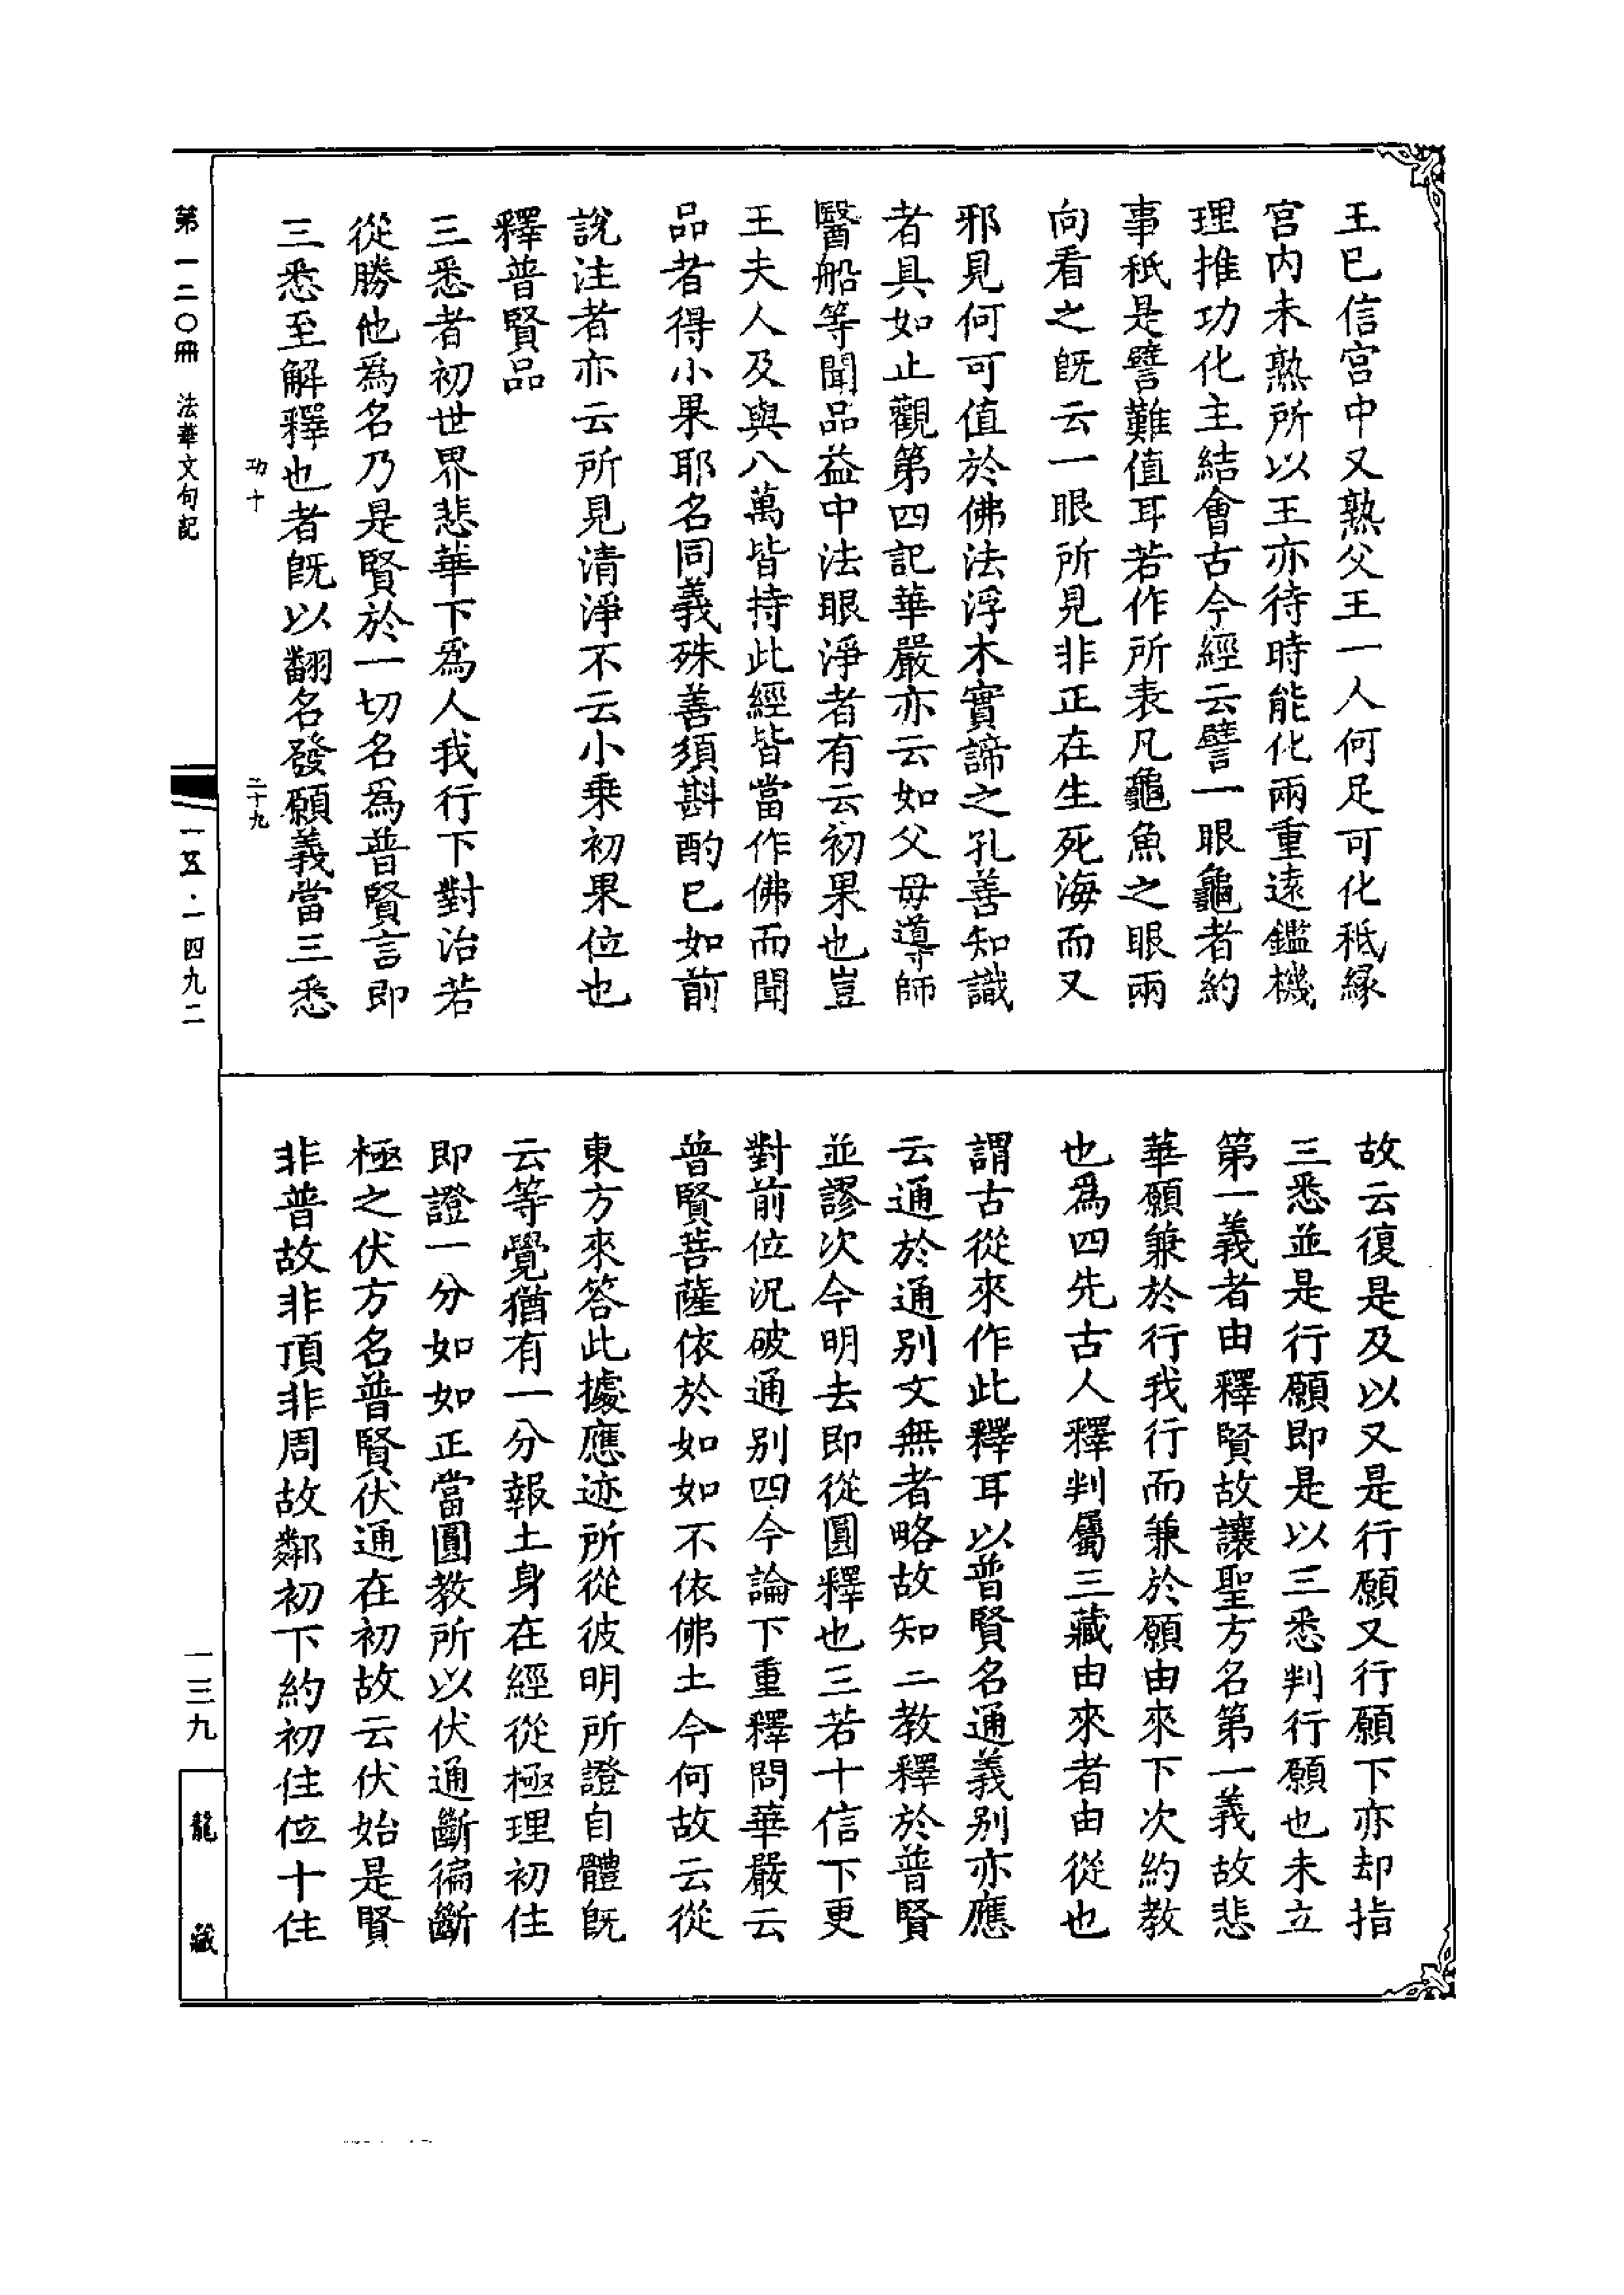 王已信宫中又熟父王一人何足可化秪緣
宫内未熟所以王亦待時能化兩重遠鑑機
理推功化主結會古今經云譬一眼龜者約
事秖是譬難值耳若作所表凡龜魚之眼兩
向看之旣云一眼所見非正在生死海而又
邪見何可值於佛法浮木實諦之孔善知識
者具如止觀第四記華嚴亦云如父母導師
醫船等聞品益中法眼淨者有云初果也豈
王夫人及與八萬皆持此經皆當作佛而聞
品者得小果耶名同義殊善須斟酌已如前
說注者亦云所見清淨不云小乗初果位也
釋普賢品
三悉者初世界悲華下爲人我行下對治若
從勝他爲名乃是賢於一切名爲普賢言即
三悉至解釋也者旣以翻名發願義當三悉
功十
二十九
故云復是及以又是行願又行願下亦却指
三悉並是行願即是以三悉判行願也未立
第一義者由釋賢故讓聖方名第一義故悲
華願兼於行我行而兼於願由來下次約教
也爲四先古人釋判屬三藏由來者由從也
謂古從來作此釋耳以普賢名通義别亦應
云通於通别文無者略故知二教釋於普賢
並謬次今明去即從圓釋也三若十信下更
對前位況破通别四今論下重釋問華嚴云
普賢菩薩依於如如不依佛土今何故云從
東方來答此據應迹所從彼明所證自體旣
云等覺猶有一分報土身在經從極理初住
即證一分如如正當圓教所以伏通斷徧斷
極之伏方名普賢伏通在初故云伏始是賢
非普故非頂非周故鄰初下約初住位十住
第一二〇冊 法華文句記
一五·一四九二
一三九
龍藏